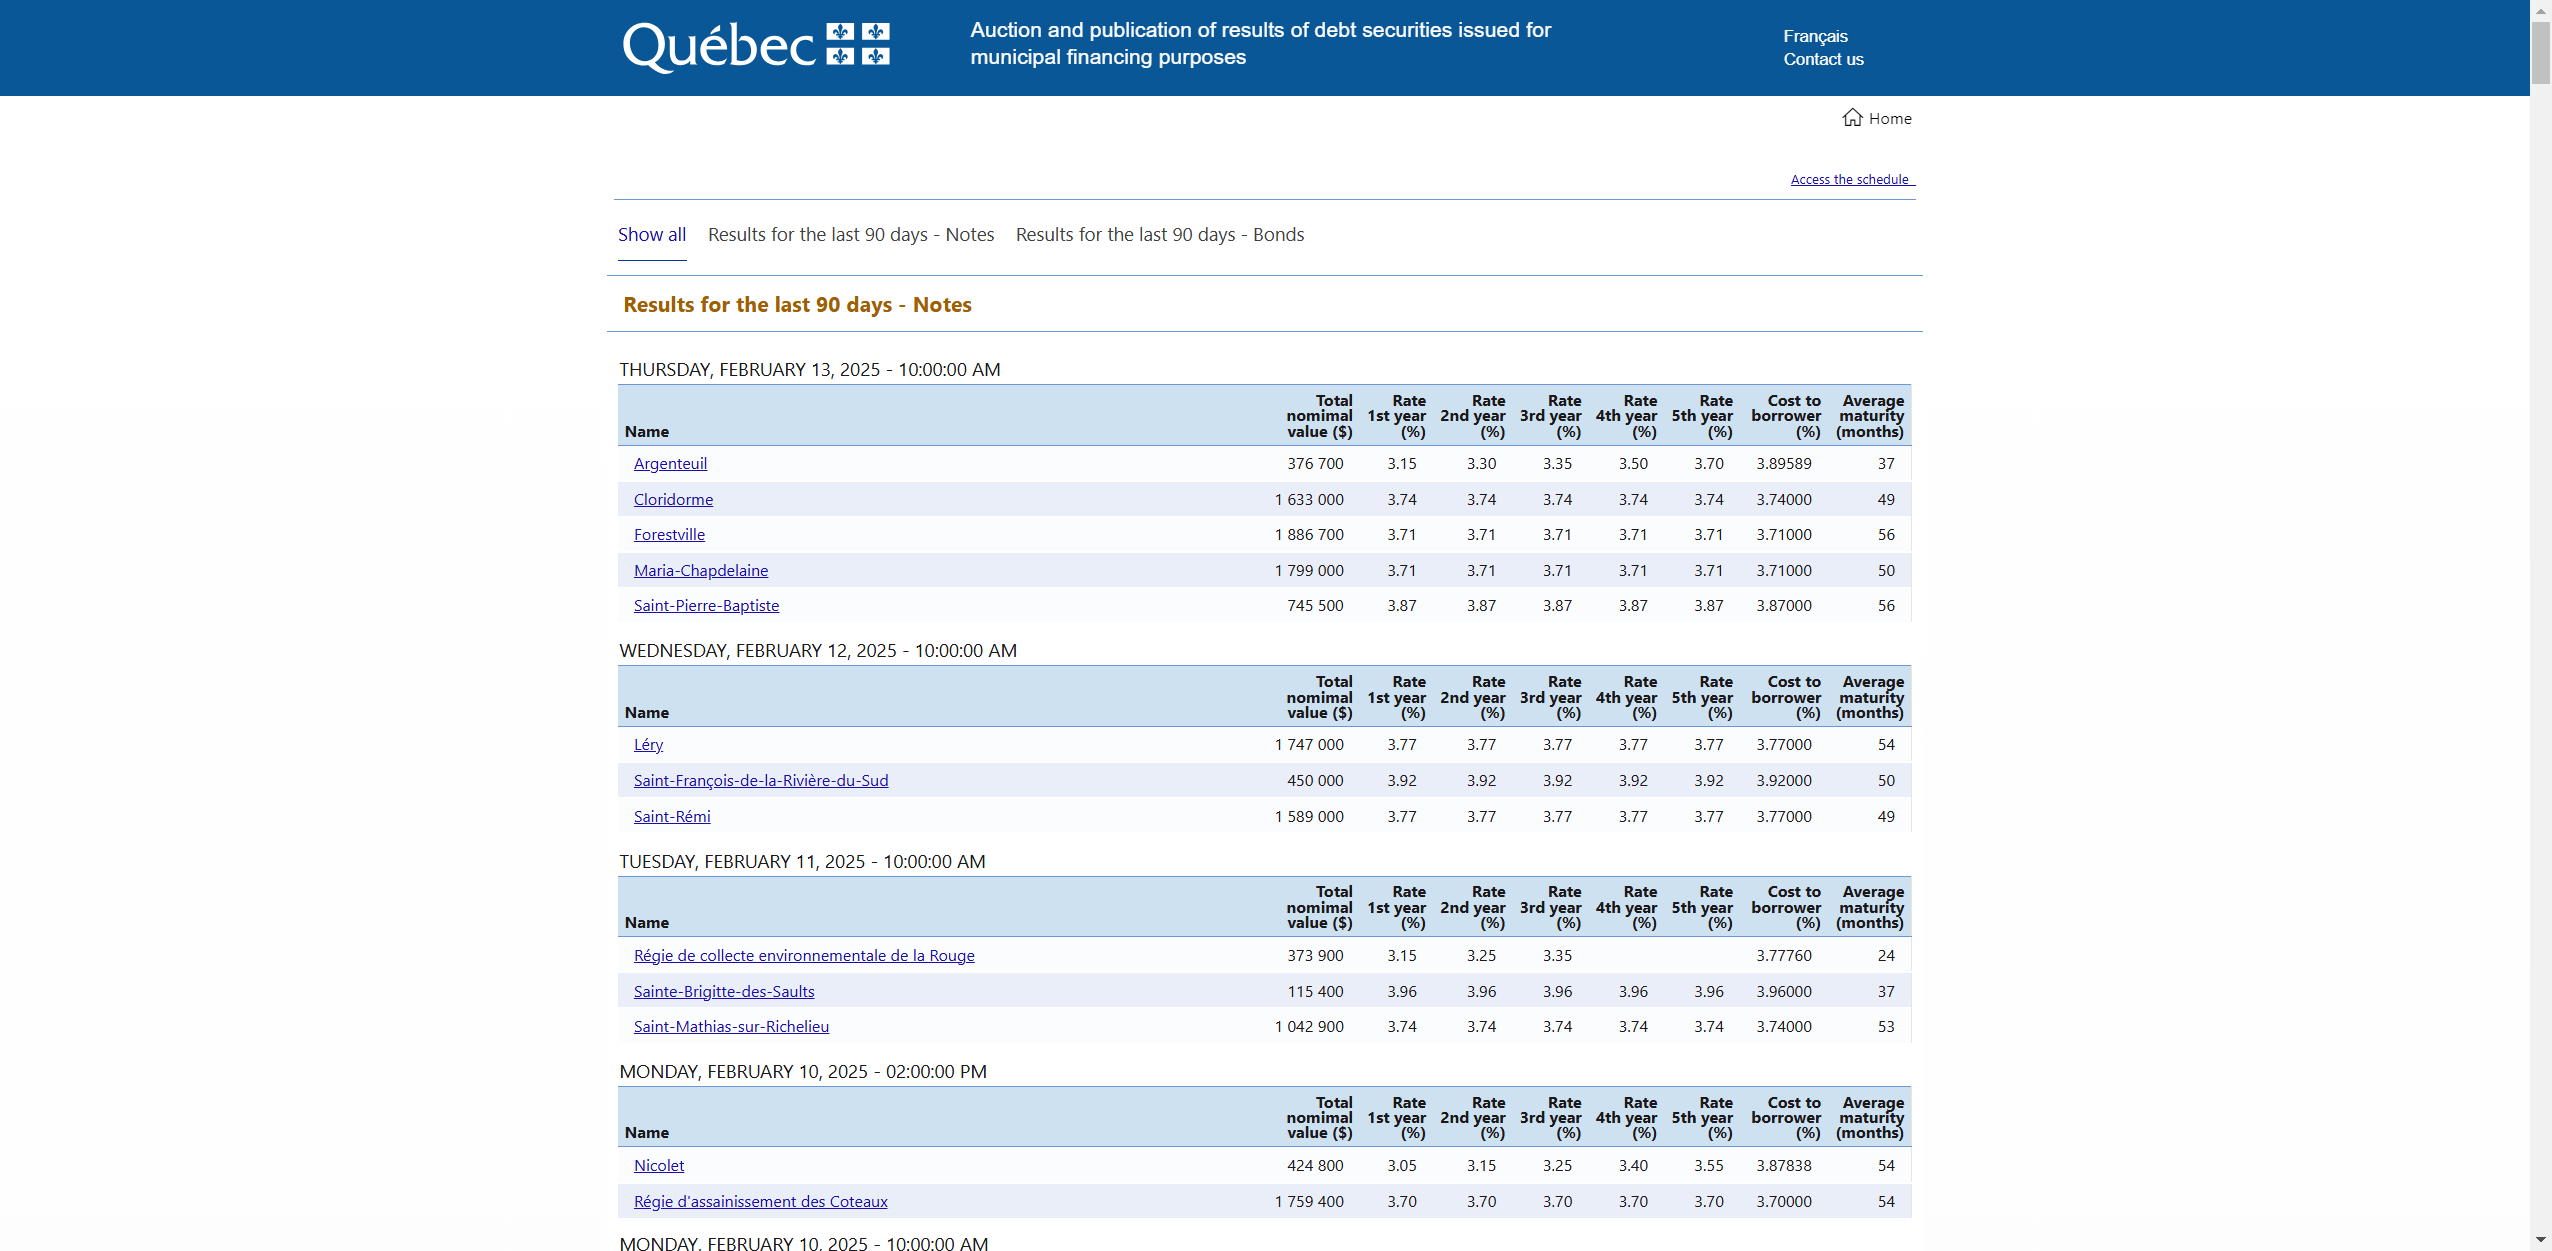 Québec
Auction and publication of results of debt securities issued for
municipal financing purposes
Français
Contact us
Home
Access the schedule
Show all Results for the last 90 days - Notes Results for the last 90 days - Bonds
Results for the last 90 days - Notes
THURSDAY, FEBRUARY 13, 2025 - 10:00:00 AM
Total Rate Rate Rate Rate Rate Cost to Average
nomimal 1st year 2nd year 3rd year 4th year 5th year borrower maturity
Name value ($) (%) (%) (%) (%) (%) (%) (months)
Argenteuil 376 700 3.15 3.30 3.35 3.50 3.70 3.89589 37
Cloridorme 1 633 000 3.74 3.74 3.74 3.74 3.74 3.74000 49
Forestville 1 886 700 3.71 3.71 3.71 3.71 3.71 3.71000 56
Maria-Chapdelaine 1 799 000 3.71 3.71 3.71 3.71 3.71 3.71000 50
Saint-Pierre-Baptiste 745 500 3.87 3.87 3.87 3.87 3.87 3.87000 56
WEDNESDAY, FEBRUARY 12, 2025 - 10:00:00 AM
Total Rate Rate Rate Rate Rate Cost to Average
nomimal 1st year 2nd year 3rd year 4th year 5th year borrower maturity
Name value ($) (%) (%) (%) (%) (%) (%) (months)
Léry 1 747 000 3.77 3.77 3.77 3.77 3.77 3.77000 54
Saint-François-de-la-Rivière-du-Sud 450 000 3.92 3.92 3.92 3.92 3.92 3.92000 50
Saint-Rémi 1 589 000 3.77 3.77 3.77 3.77 3.77 3.77000 49
TUESDAY, FEBRUARY 11, 2025 - 10:00:00 AM
Total Rate Rate Rate Rate Rate Cost to Average
nomimal 1st year 2nd year 3rd year 4th year 5th year borrower maturity
Name value ($) (%) (%) (%) (%) (%) (%) (months)
Régie de collecte environnementale de la Rouge 373 900 3.15 3.25 3.35 3.77760 24
Sainte-Brigitte-des-Saults 115 400 3.96 3.96 3.96 3.96 3.96 3.96000 37
Saint-Mathias-sur-Richelieu 1 042 900 3.74 3.74 3.74 3.74 3.74 3.74000 53
MONDAY, FEBRUARY 10, 2025 - 02:00:00 PM
Total Rate Rate Rate Rate Rate Cost to Average
nomimal 1st year 2nd year 3rd year 4th year 5th year borrower maturity
Name value ($) (%) (%) (%) (%) (%) (%) (months)
Nicolet 424 800 3.05 3.15 3.25 3.40 3.55 3.87838 54
Régie d'assainissement des Coteaux 1 759 400 3.70 3.70 3.70 3.70 3.70 3.70000 54
MONDAY, FEBRUARY 10, 2025 - 10:00:00 AM